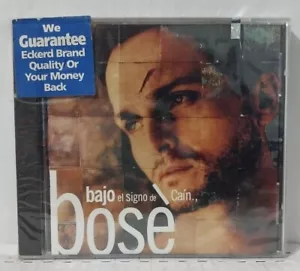 We
Guarantee
Eckerd Brand
Quality Or
Your Money
Back
bajo el Signo de Caín..
bosè